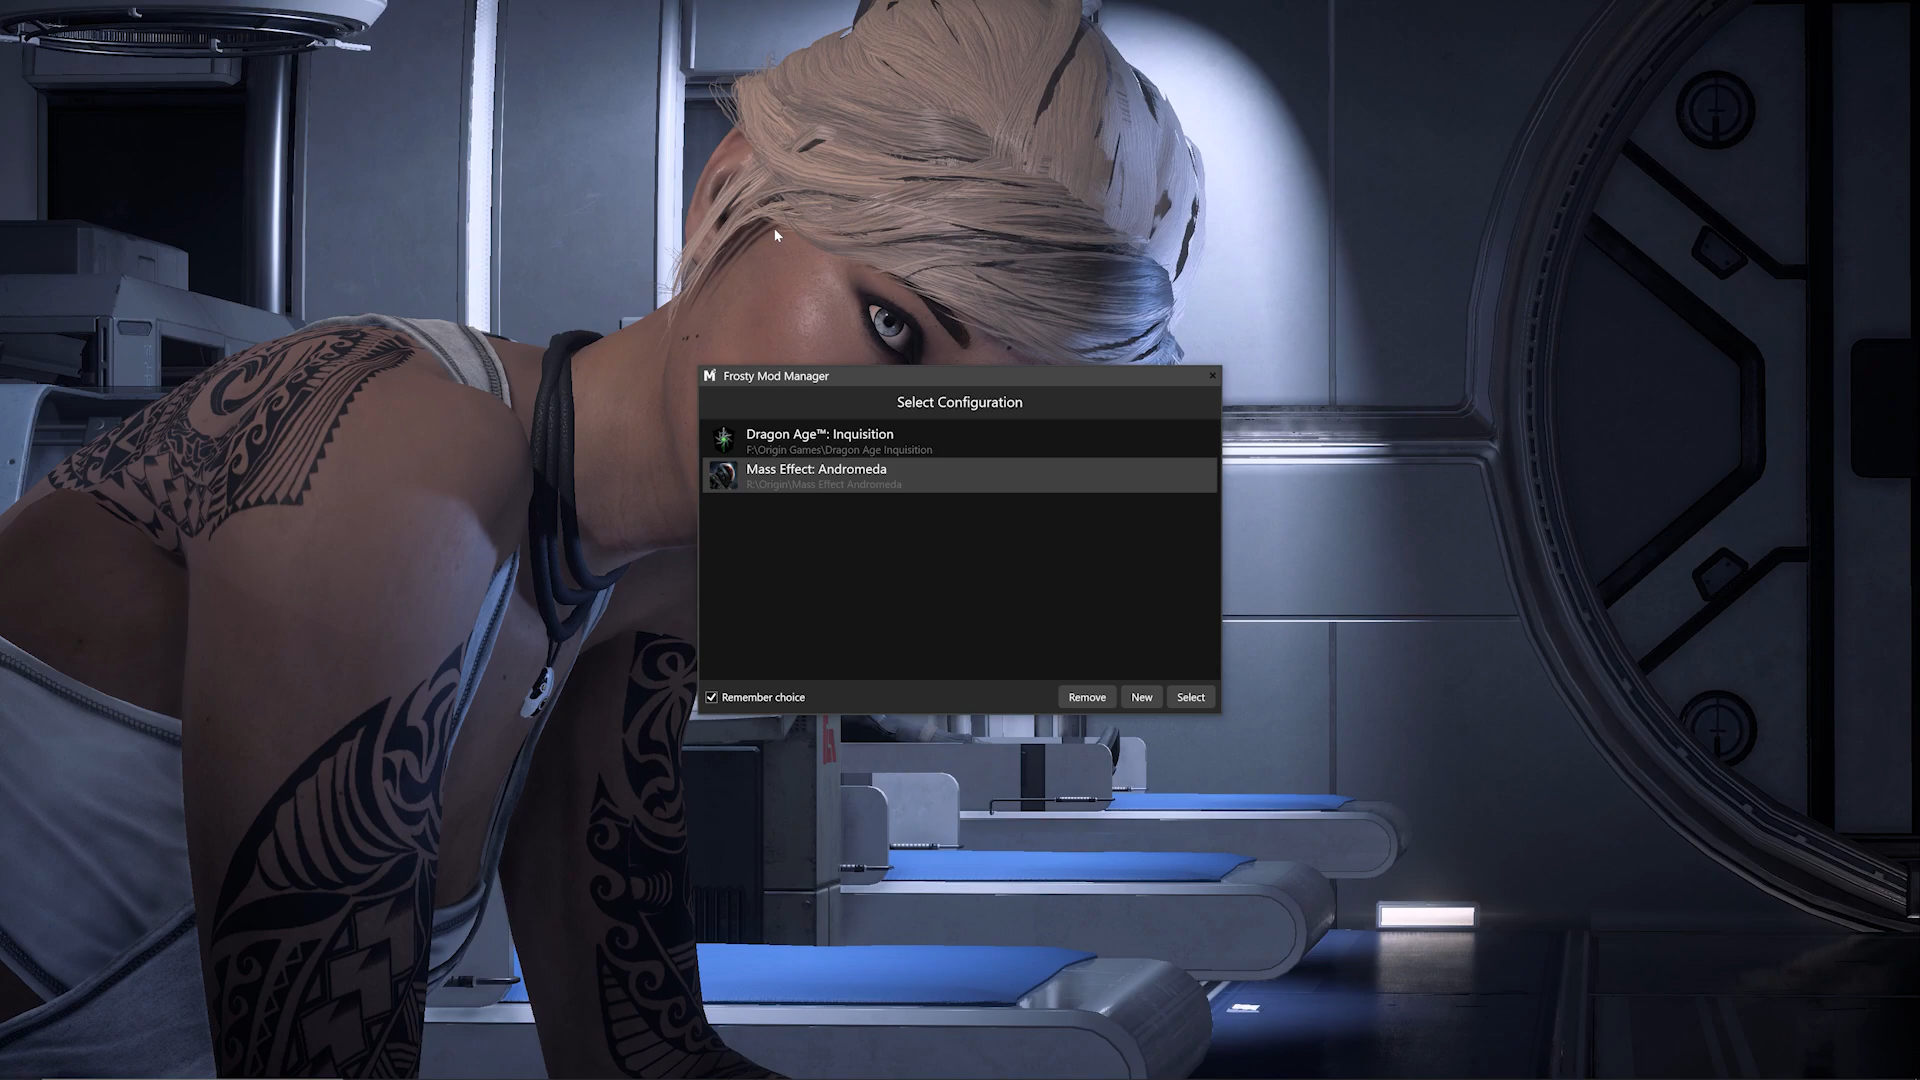 Frosty Mod Manager
Select Configuration
Dragon Age™: Inquisition
F:\Origin Games\Dragon Age Inquisition
Mass Effect: Andromeda
R:\Origin\Mass Effect Andromeda
Remember choice
Remove
New
Select